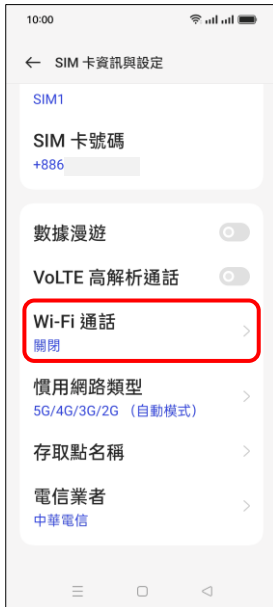 10:00
← SIM 卡資訊與設定
SIM1
SIM 卡號碼
+886
數據漫遊
VoLTE 高解析通話
Wi-Fi 通話
關閉
慣用網路類型
5G/4G/3G/2G （自動模式）
存取點名稱
電信業者
中華電信